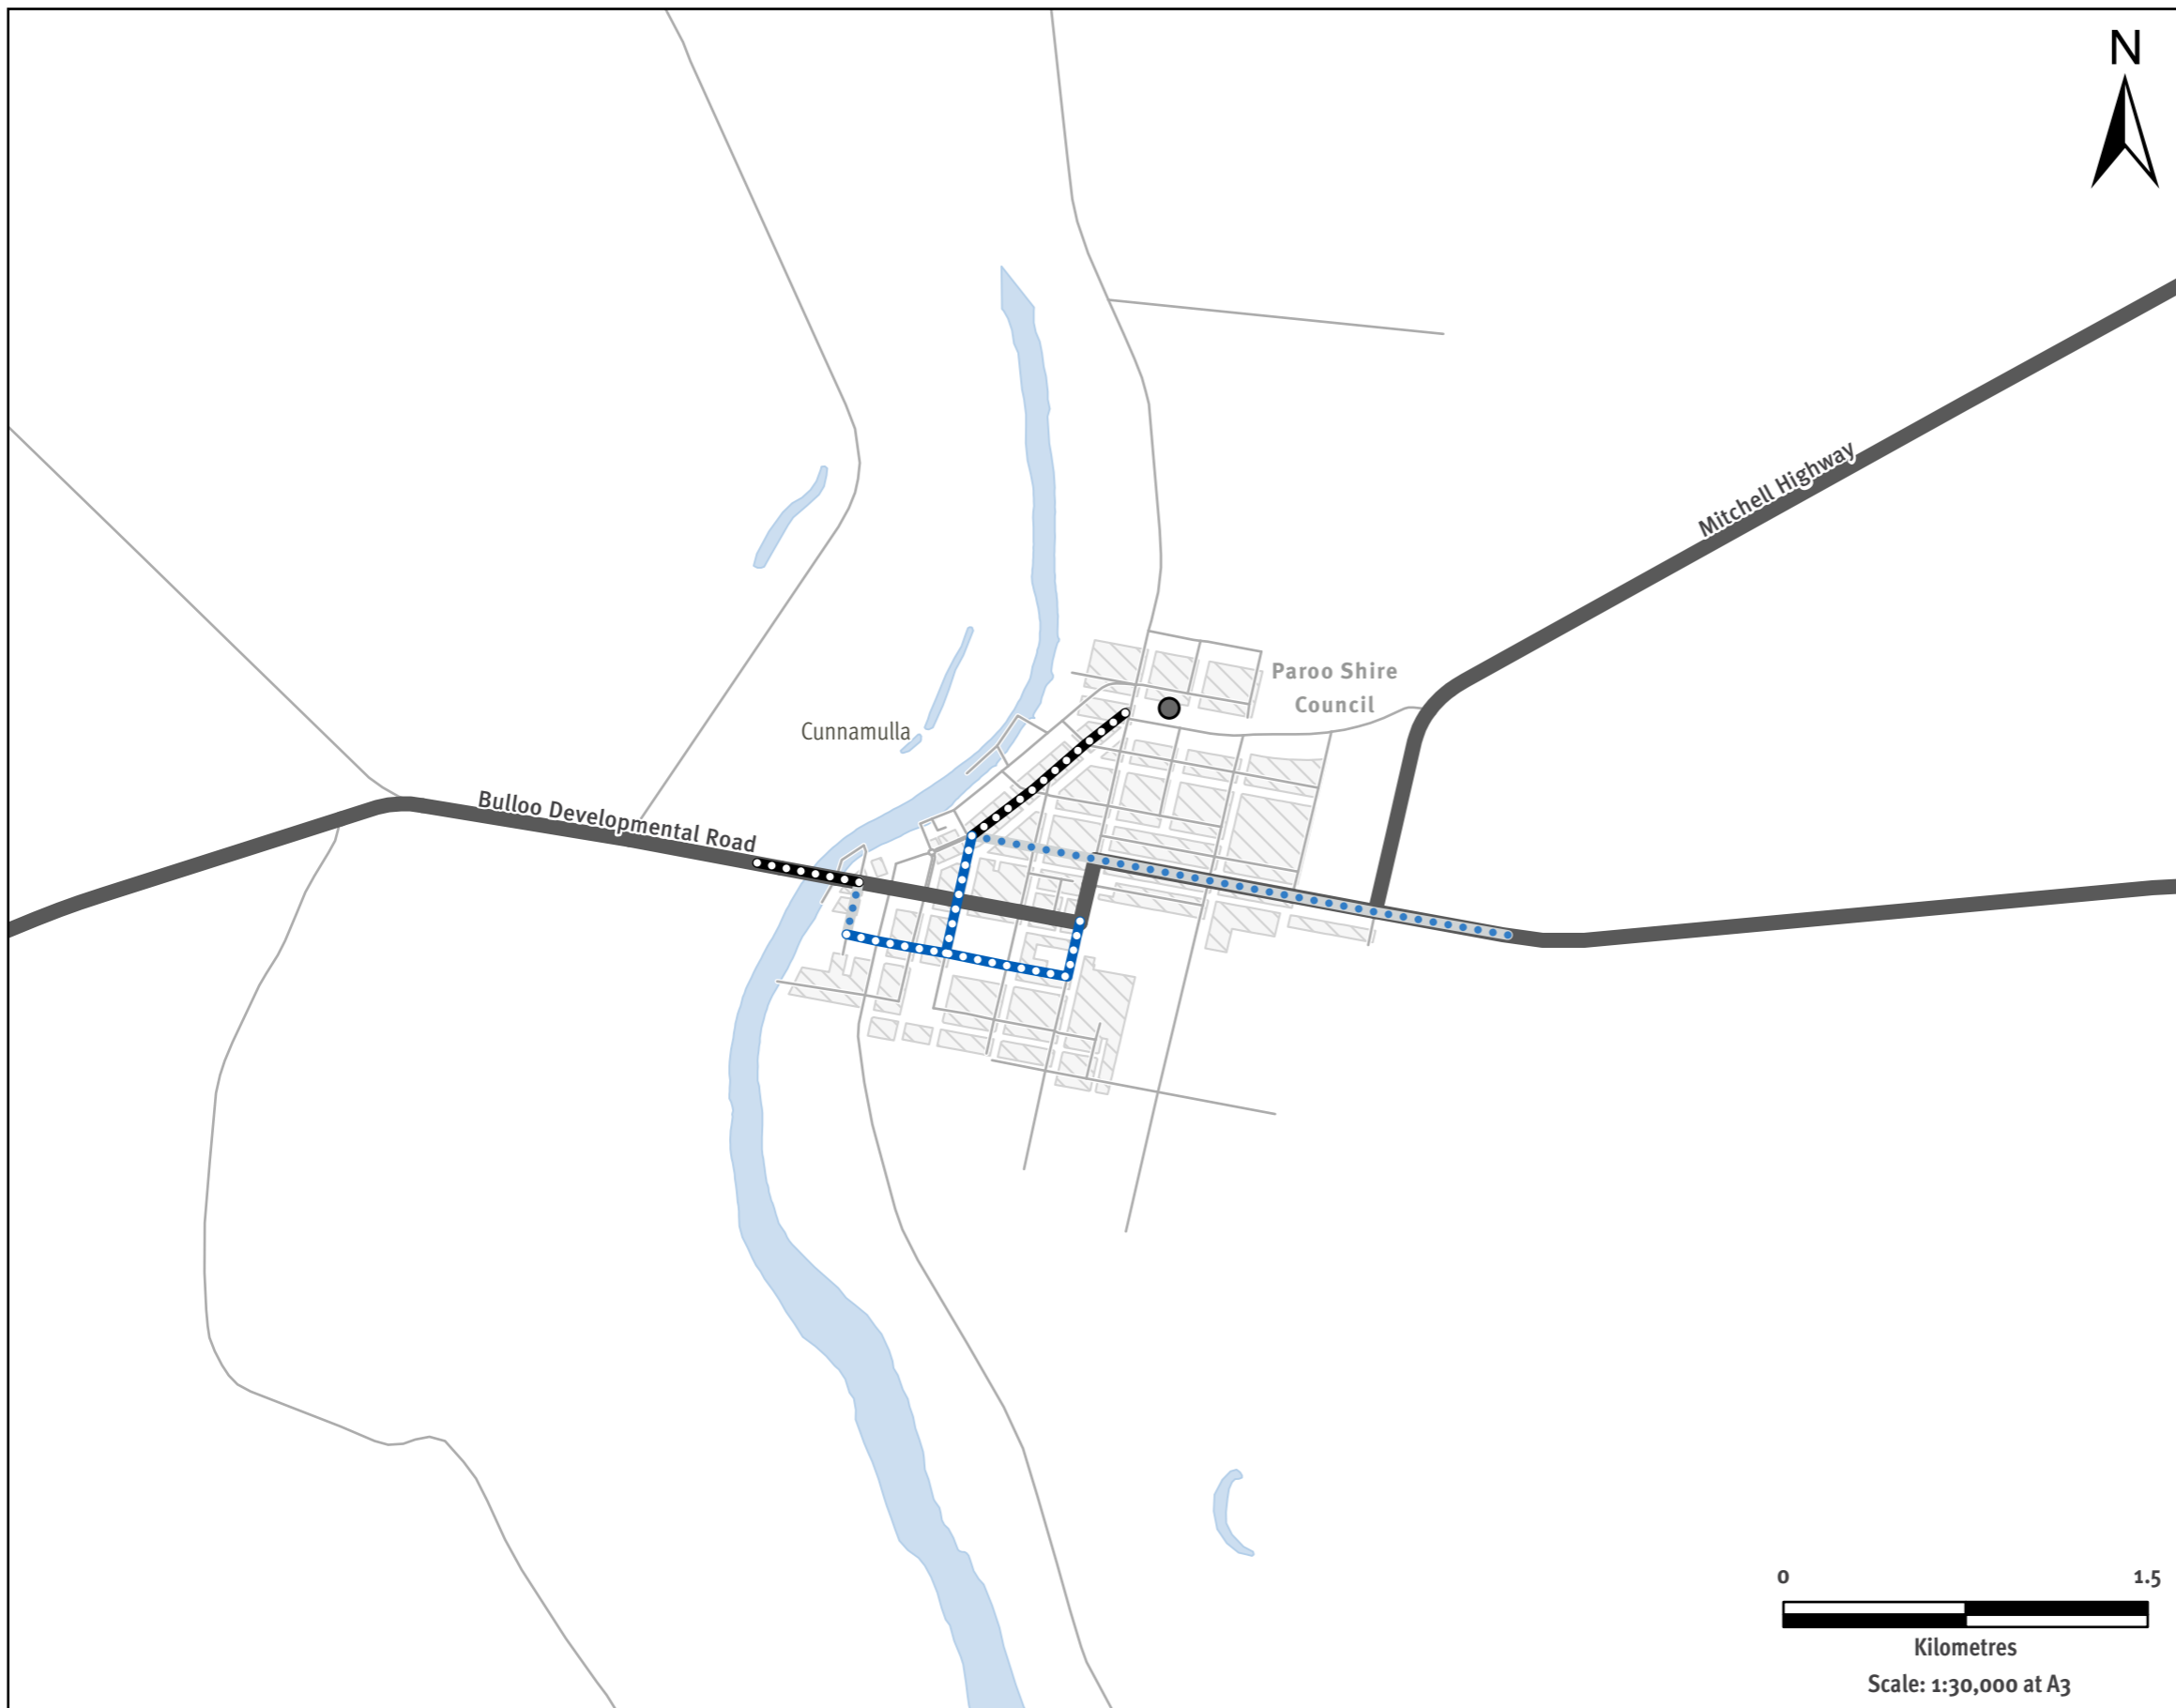 N
Mitchell Highway
Paroo Shire
Council
Cunnamulla
Bulloo Developmental Road
0 1.5
Kilometres
Scale: 1:30,000 at A3